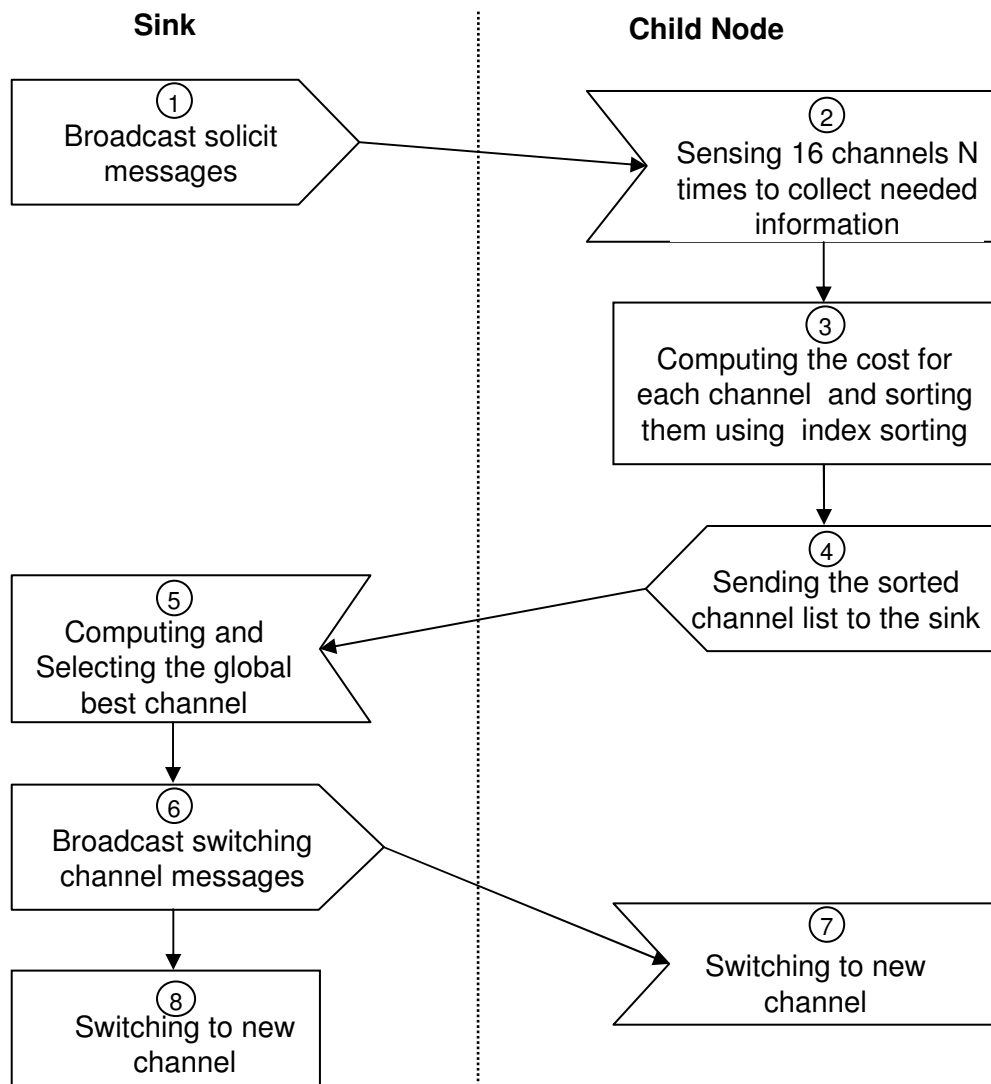 Sink
Child Node
1
Broadcast solicit
messages
2
Sensing 16 channels N
times to collect needed
information
3
Computing the cost for
each channel and sorting
them using index sorting
4
Sending the sorted
channel list to the sink
5
Computing and
Selecting the global
best channel
6
Broadcast switching
channel messages
7
Switching to new
channel
8
Switching to new
channel